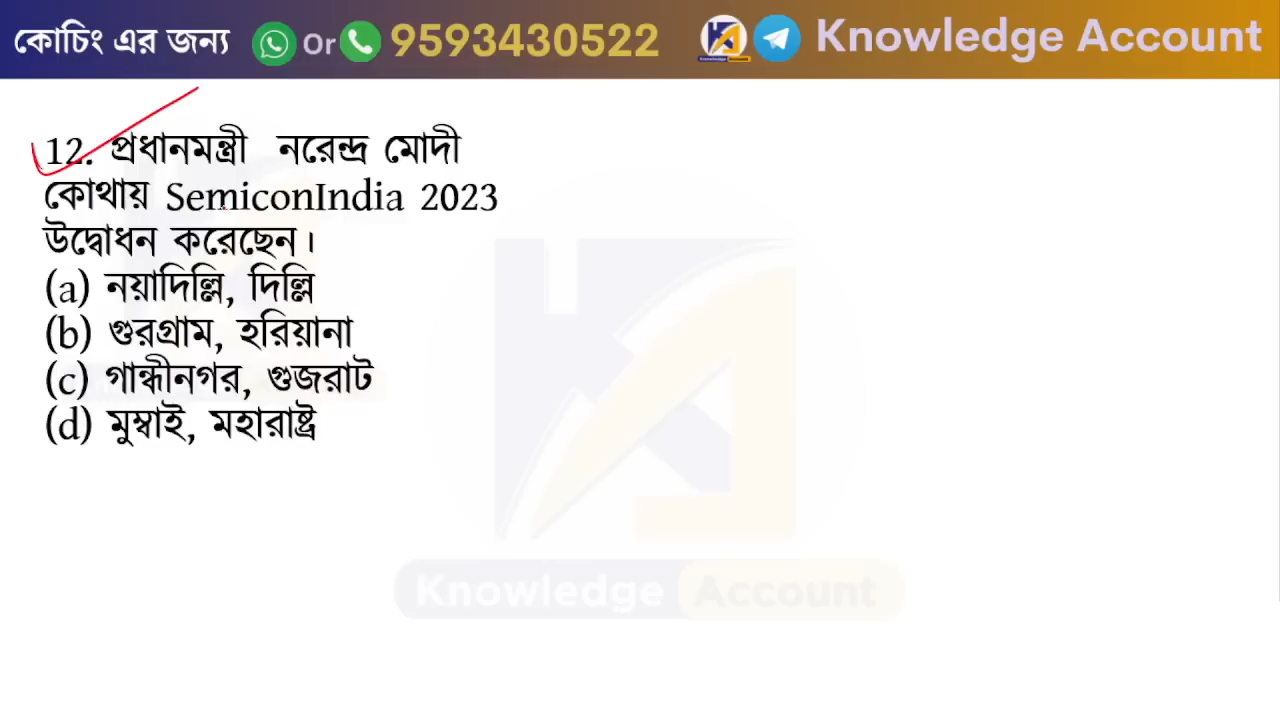 কোচিং এর জন্য Or 9593430522 Knowledge Account
12. প্রধানমন্ত্রী নরেন্দ্র মোদী
কোথায় SemiconIndia 2023
উদ্বোধন করেছেন।
(a) নয়াদিল্লি, দিল্লি
(b) গুরগ্রাম, হরিয়ানা
(c) গান্ধীনগর, গুজরাট
(d) মুম্বাই, মহারাষ্ট্র
Knowledge Account